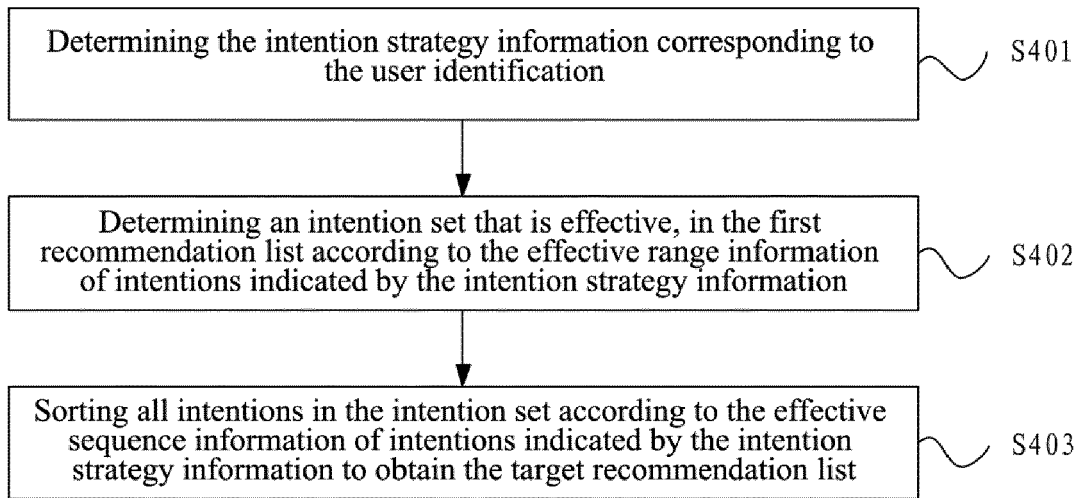 Determining the intention strategy information corresponding to
the user identification
S401
Determining an intention set that is effective, in the first
recommendation list according to the effective range information
of intentions indicated by the intention strategy information
S402
Sorting all intentions in the intention set according to the effective
sequence information of intentions indicated by the intention
strategy information to obtain the target recommendation list
S403